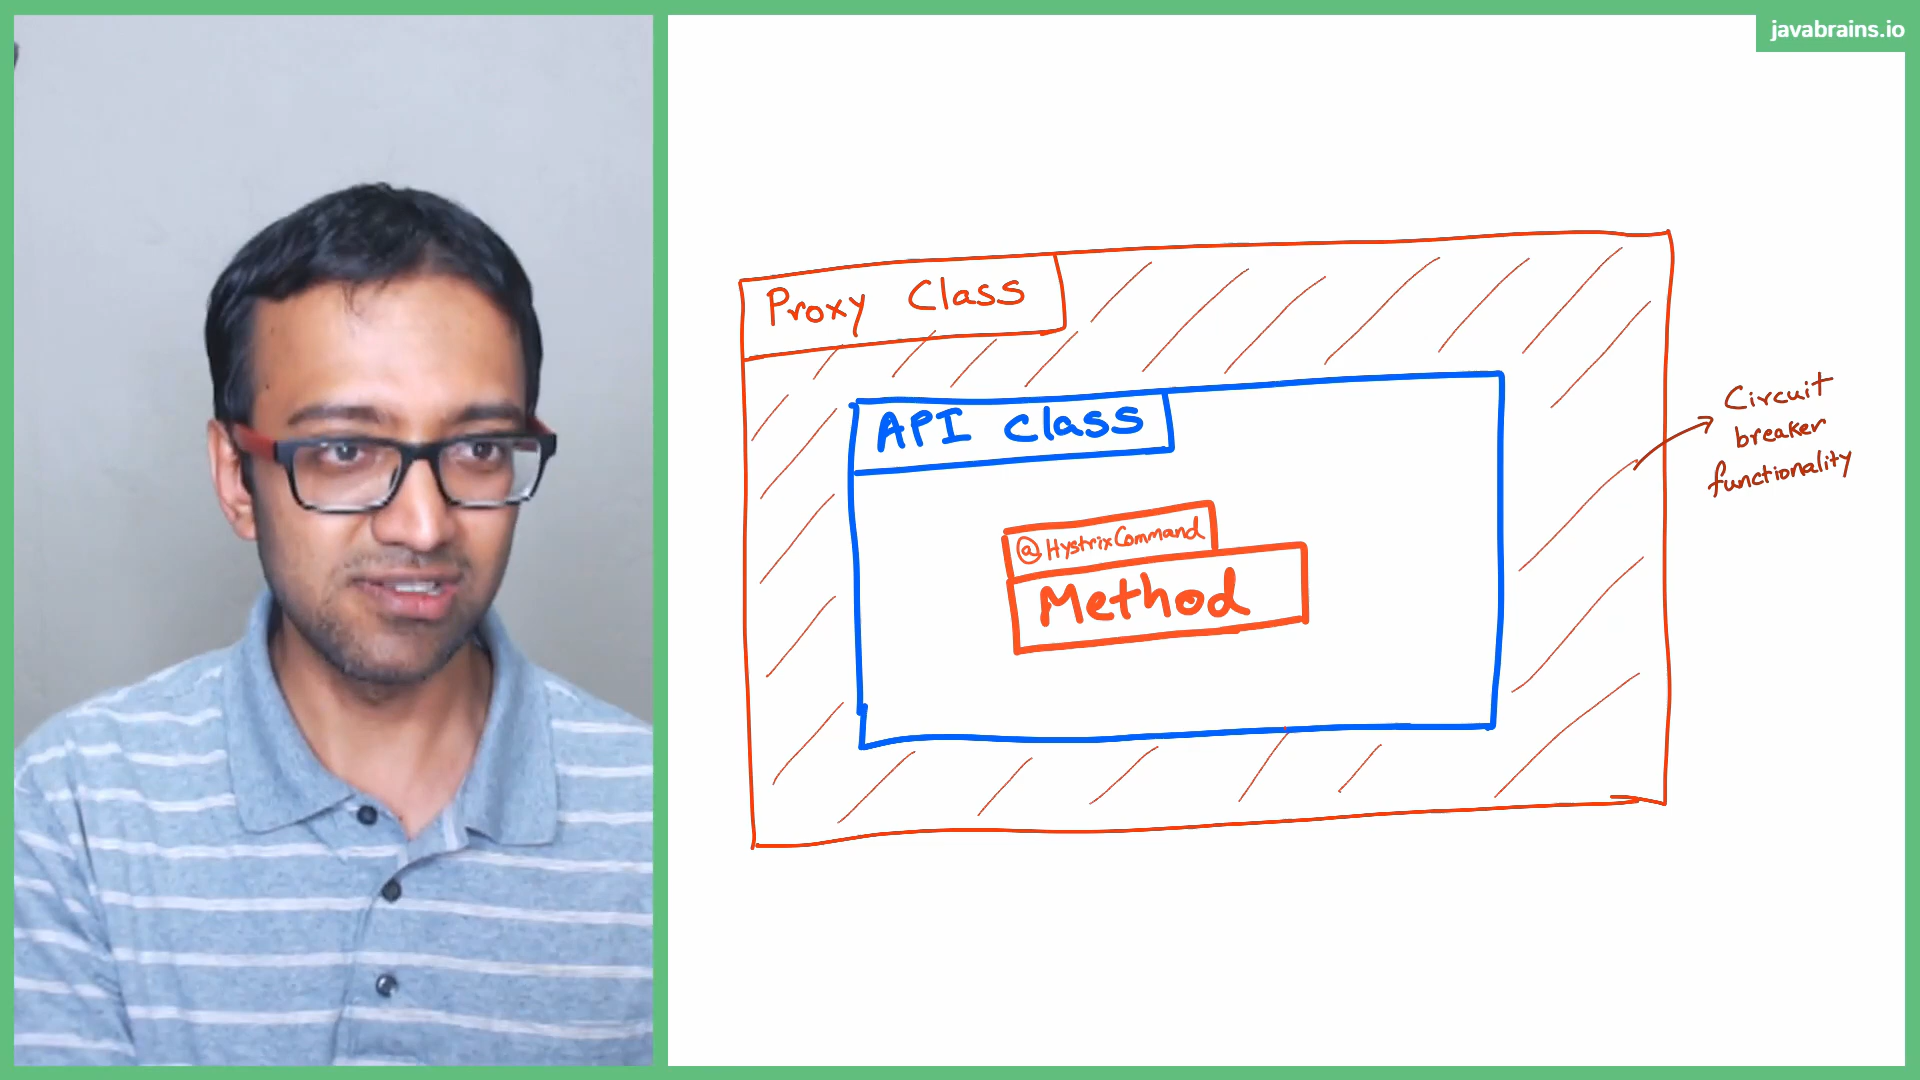 javabrains.io
Proxy Class
API Class
@HystrixCommand
Method
Circuit
breaker
functionality